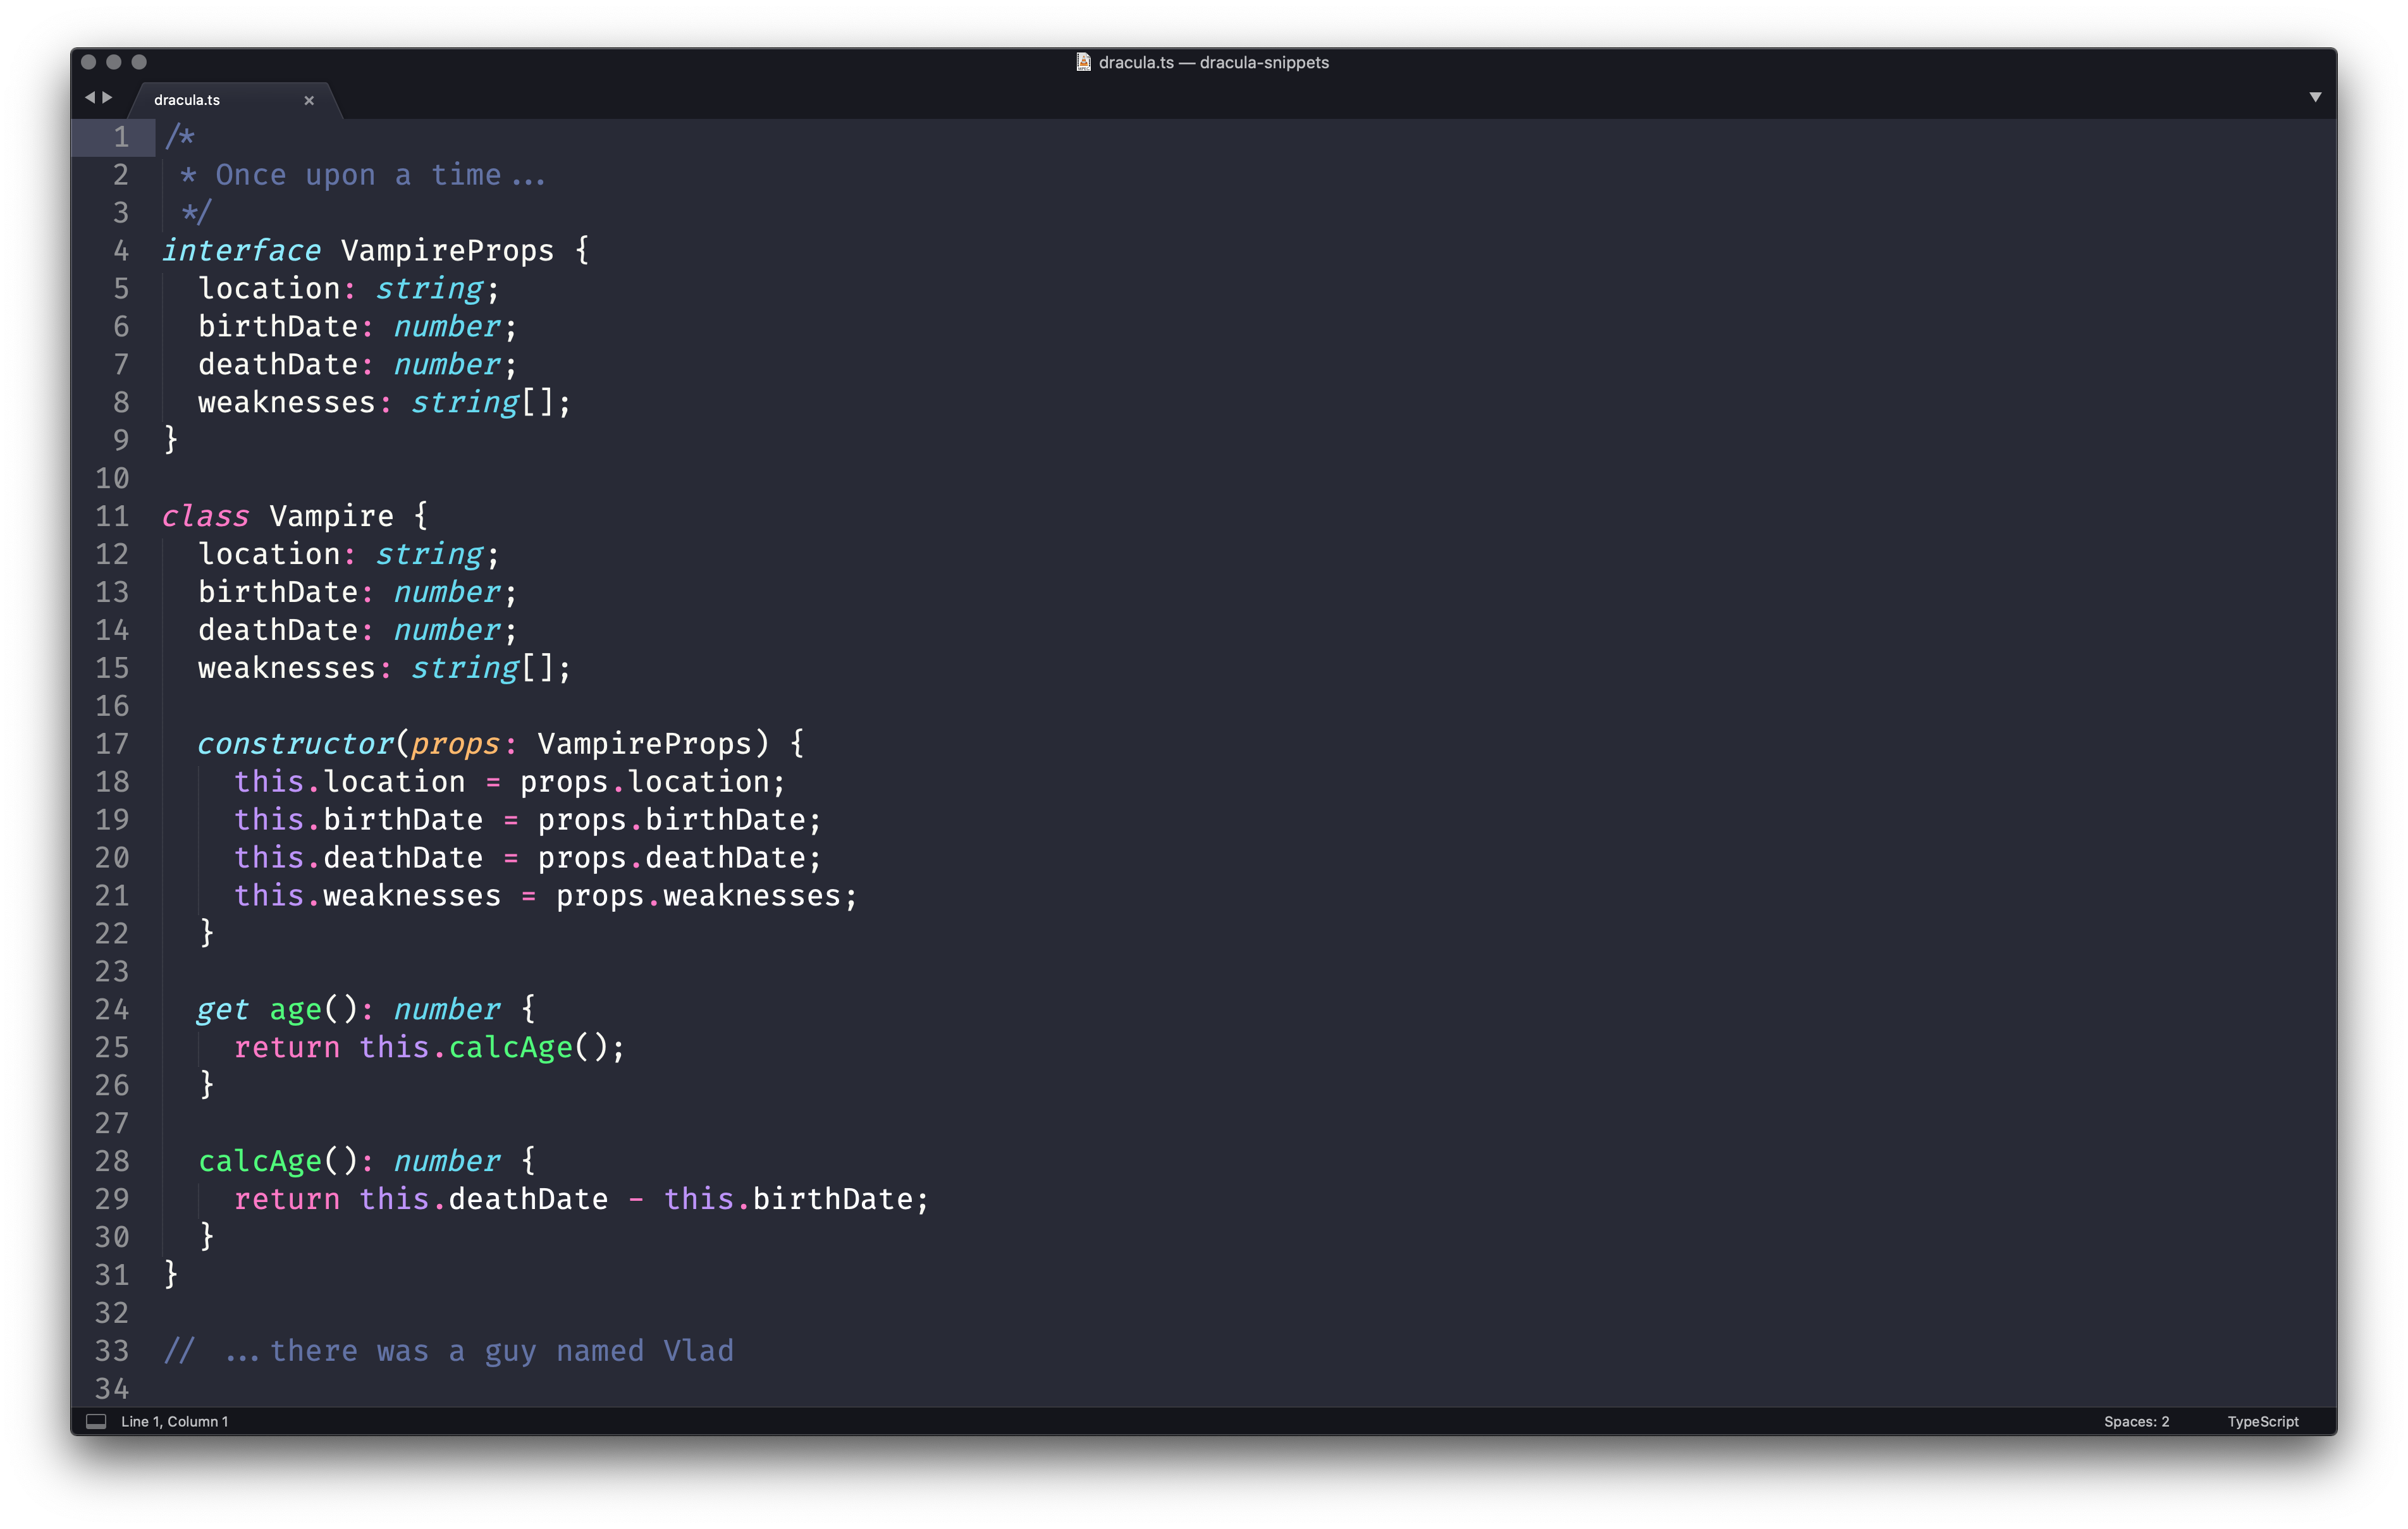 dracula.ts — dracula-snippets
dracula.ts
1 /*
2  * Once upon a time...
3  */
4 interface VampireProps {
5   location: string;
6   birthDate: number;
7   deathDate: number;
8   weaknesses: string[];
9 }
10
11 class Vampire {
12   location: string;
13   birthDate: number;
14   deathDate: number;
15   weaknesses: string[];
16
17   constructor(props: VampireProps) {
18     this.location = props.location;
19     this.birthDate = props.birthDate;
20     this.deathDate = props.deathDate;
21     this.weaknesses = props.weaknesses;
22   }
23
24   get age(): number {
25     return this.calcAge();
26   }
27
28   calcAge(): number {
29     return this.deathDate - this.birthDate;
30   }
31 }
32
33 // ...there was a guy named Vlad
34
Line 1, Column 1
Spaces: 2
TypeScript